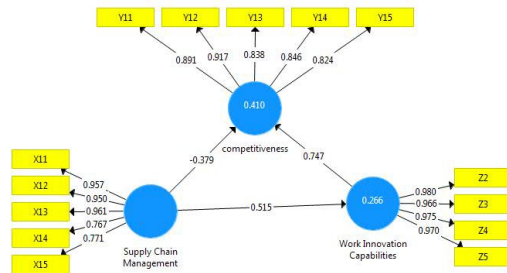 Y11 Y12 Y13 Y14 Y15
0.891 0.917 0.838 0.846 0.824
0.410
competitiveness
-0.379 0.747
X11
X12
X13
X14
X15
0.957
0.950
0.961
0.767
0.771
Supply Chain
Management
0.515
0.266
Work Innovation
Capabilities
0.980
0.966
0.975
0.970
Z2
Z3
Z4
Z5